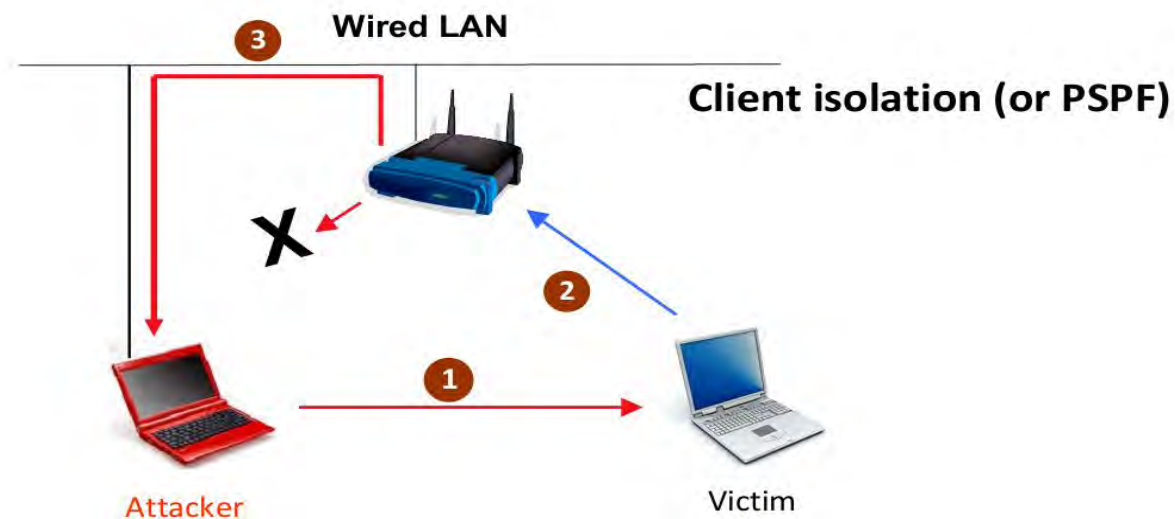 Wired LAN
3
Client isolation (or PSPF)
X
2
1
Attacker
Victim